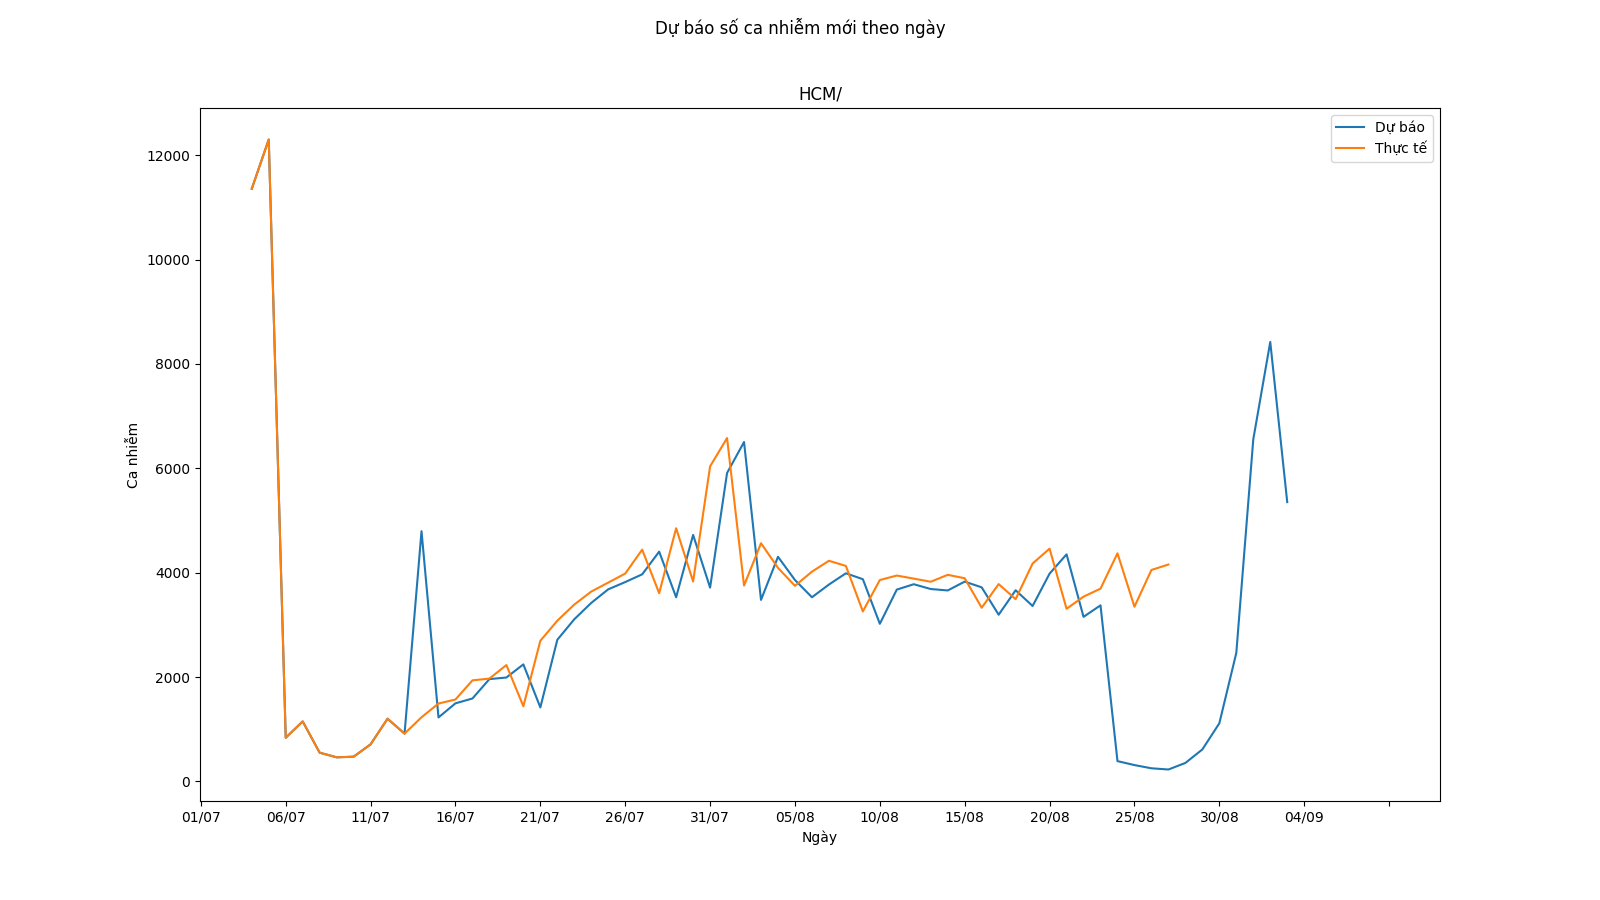 Dự báo số ca nhiễm mới theo ngày
HCM/
Dự báo
Thực tế
12000
10000
8000
6000
4000
2000
0
Ca nhiễm
01/07 06/07 11/07 16/07 21/07 26/07 31/07 05/08 10/08 15/08 20/08 25/08 30/08 04/09
Ngày